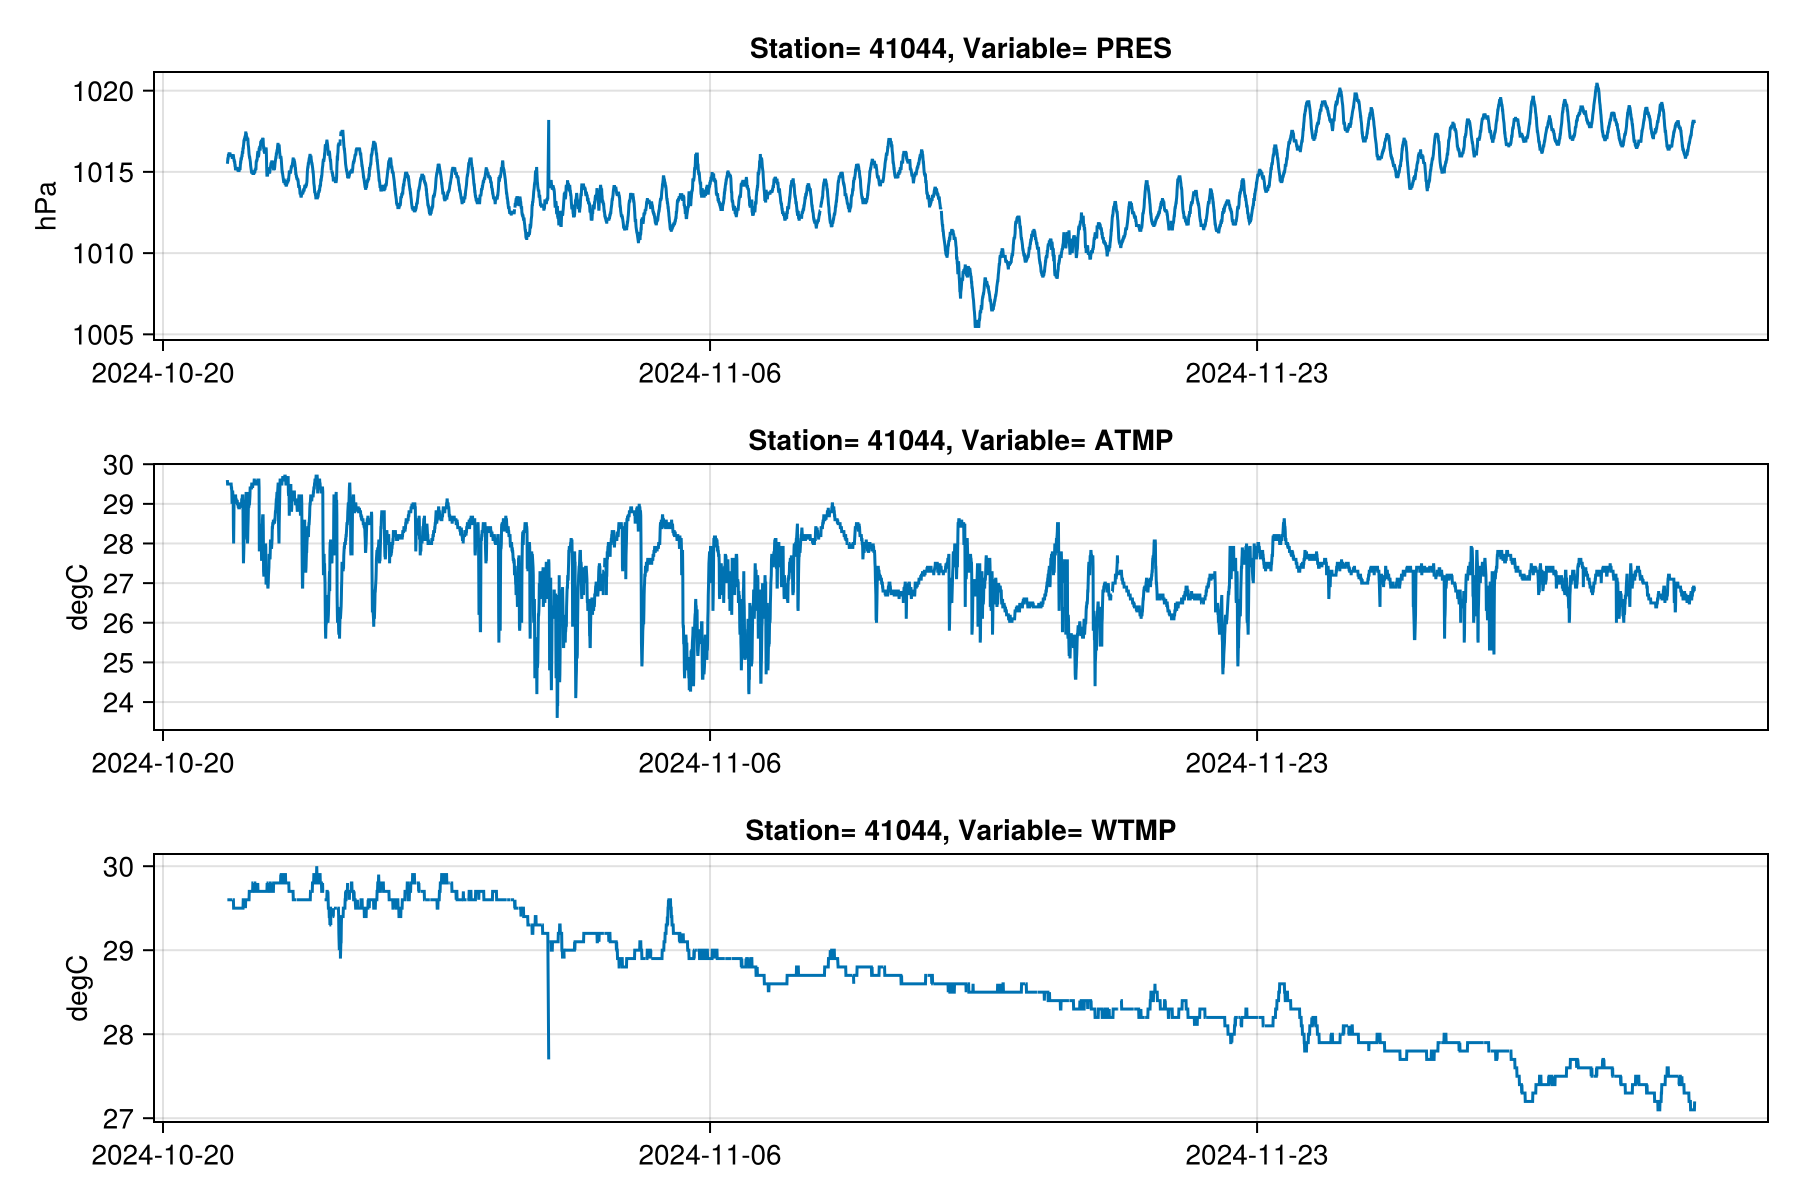 Station= 41044, Variable= PRES
1020
1015
1010
1005
hPa
2024-10-20 2024-11-06 2024-11-23
Station= 41044, Variable= ATMP
30
29
28
27
26
25
24
degC
2024-10-20 2024-11-06 2024-11-23
Station= 41044, Variable= WTMP
30
29
28
27
degC
2024-10-20 2024-11-06 2024-11-23